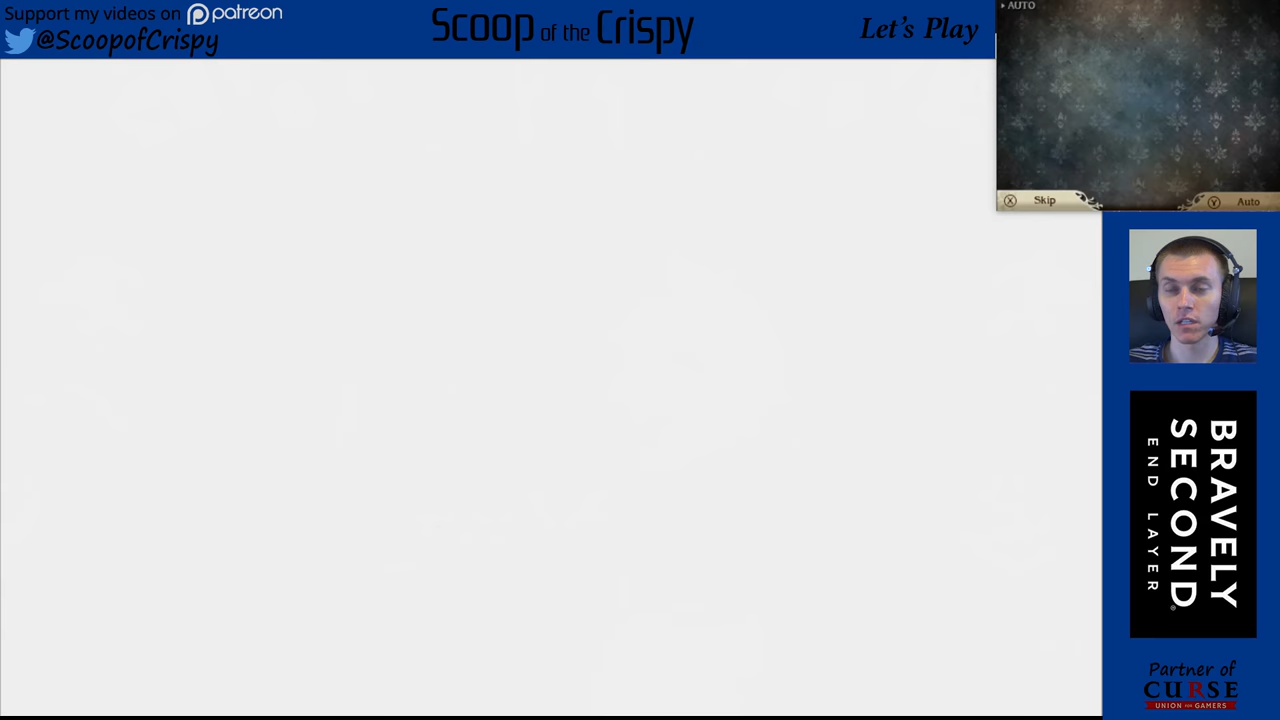 Support my videos on patreon
@ScoopofCrispy
Scoop of the Crispy
Let's Play
AUTO
X Skip
Y Auto
BRAVELY
SECOND®
END LAYER
Partner of
CURSE
UNION FOR GAMERS